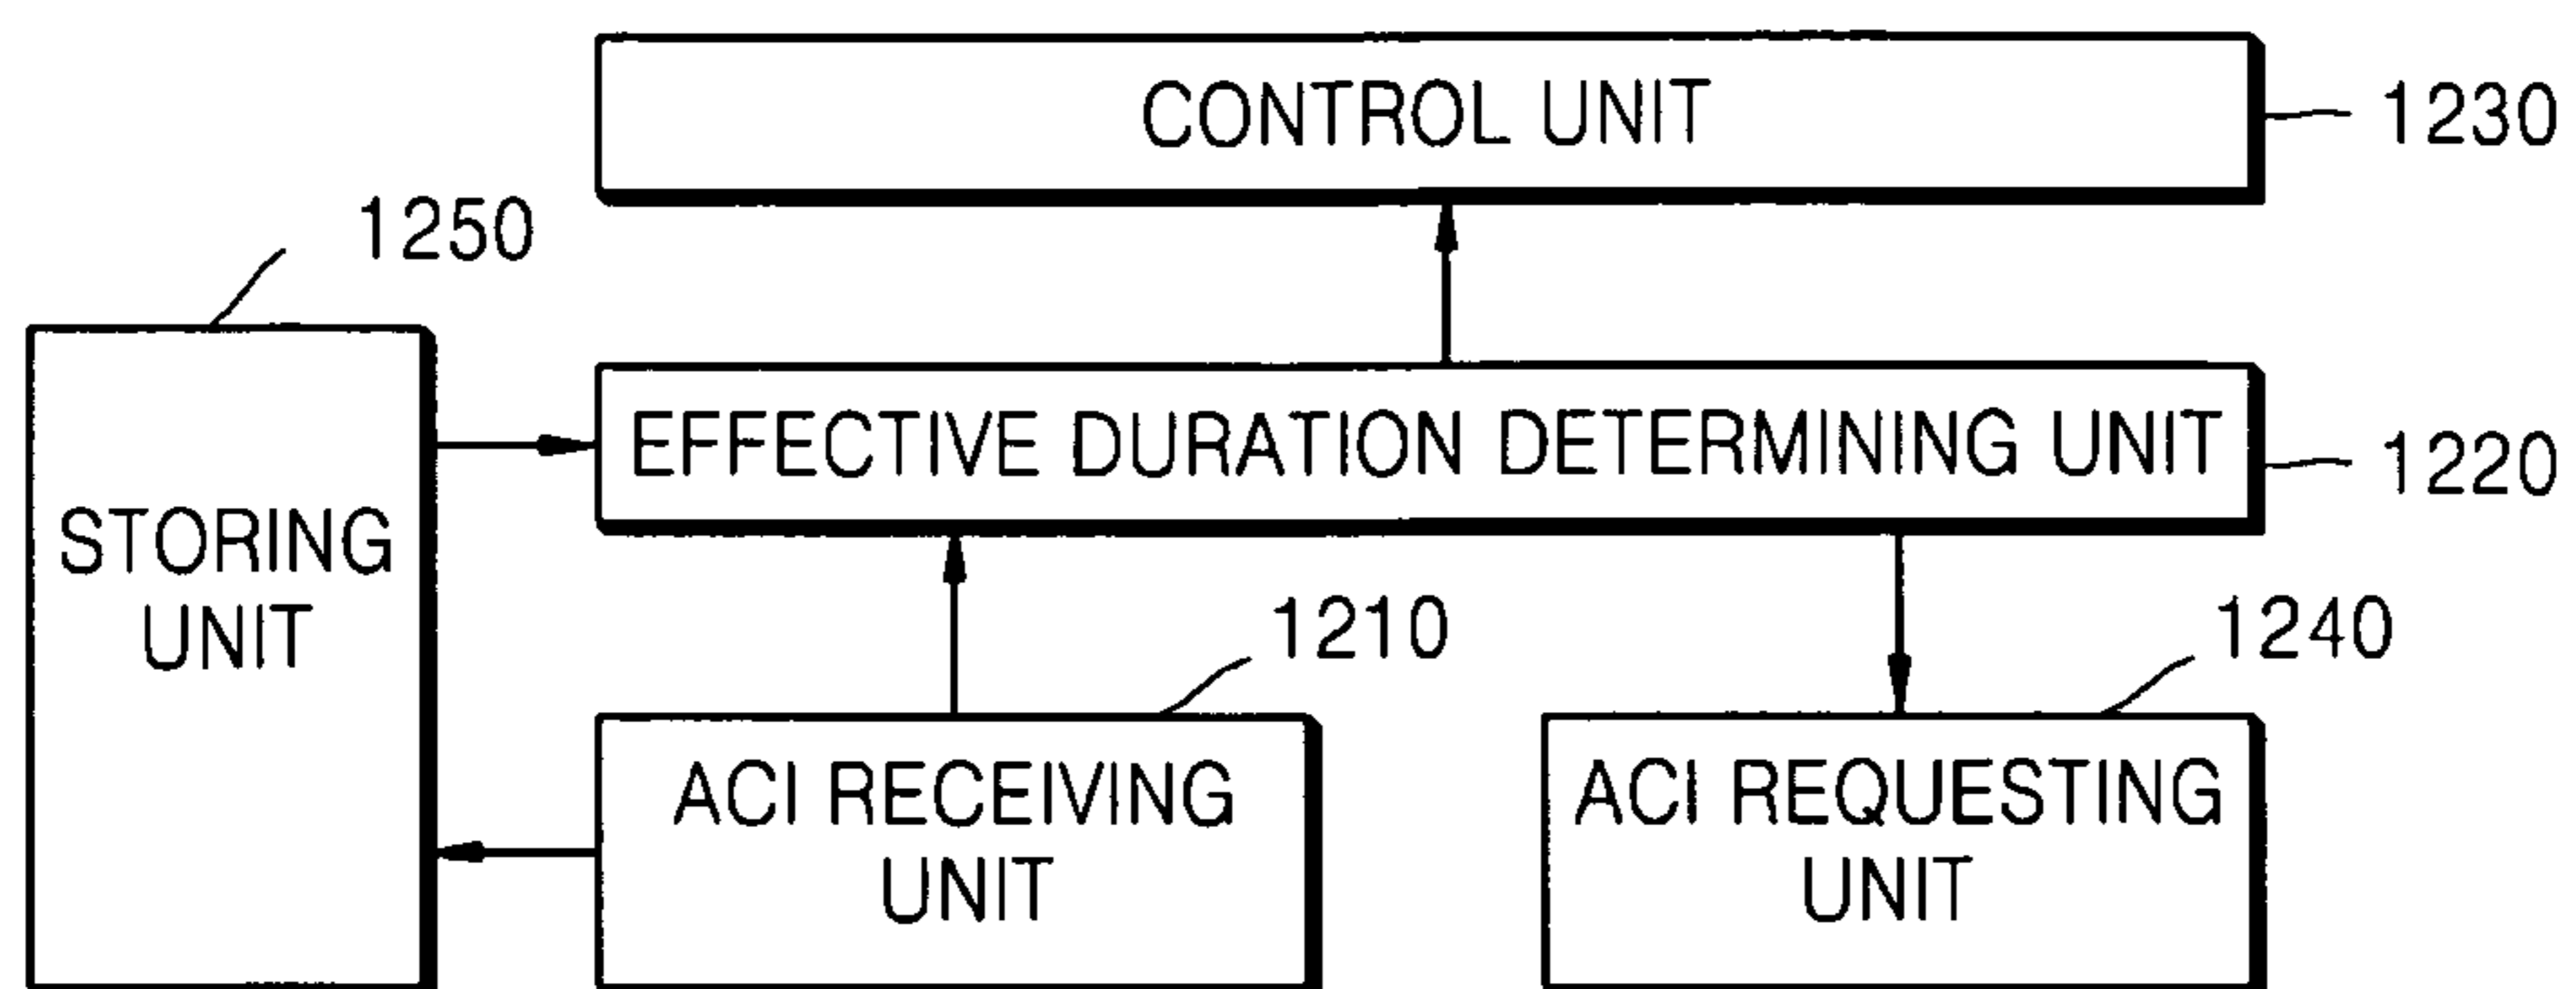 CONTROL UNIT
1230
1250
EFFECTIVE DURATION DETERMINING UNIT
1220
STORING
UNIT
1210
1240
ACI RECEIVING
UNIT
ACI REQUESTING
UNIT